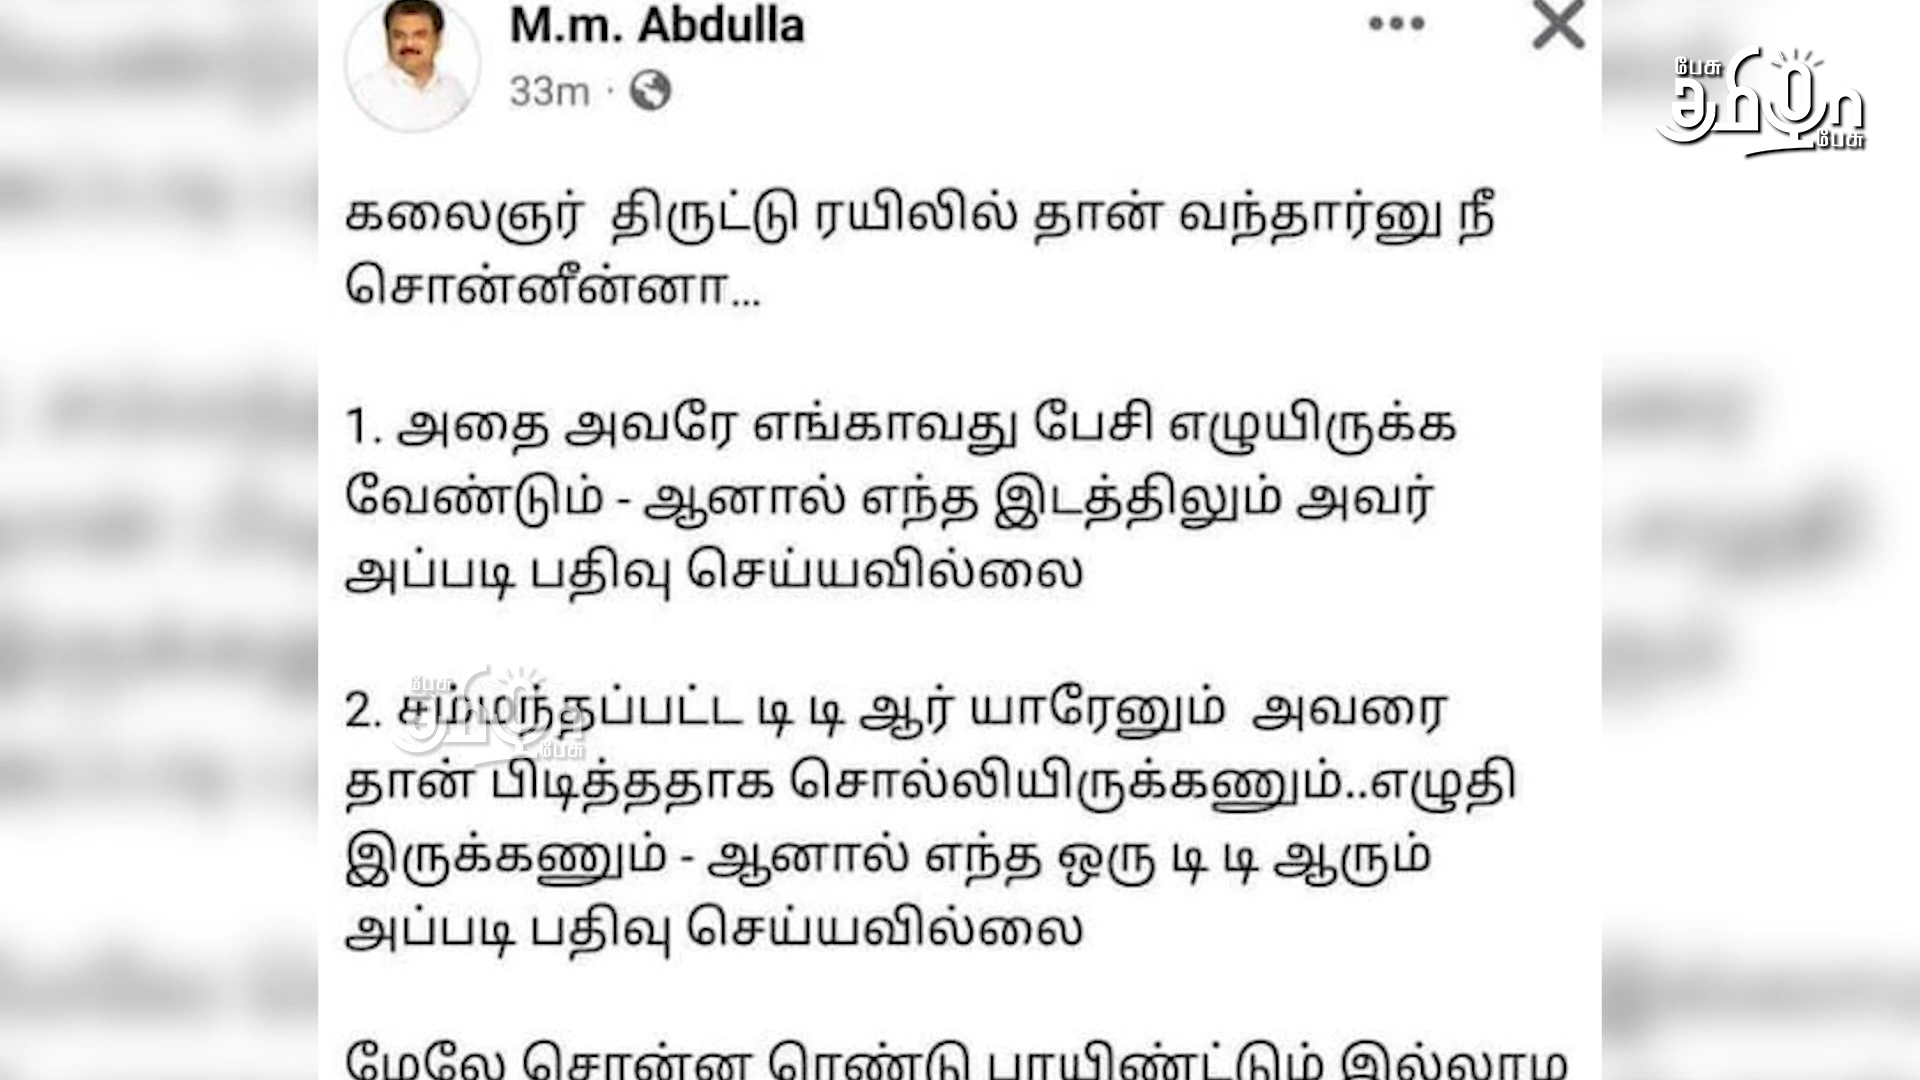 M.m. Abdulla
33m ·
பேசு
தமிழா
பேசு
கலைஞர் திருட்டு ரயிலில் தான் வந்தார்னு நீ
சொன்னீன்னா...
1. அதை அவரே எங்காவது பேசி எழுயிருக்க
வேண்டும் - ஆனால் எந்த இடத்திலும் அவர்
அப்படி பதிவு செய்யவில்லை
2. சம்மந்தப்பட்ட டி டி ஆர் யாரேனும் அவரை
தான் பிடித்ததாக சொல்லியிருக்கணும்..எழுதி
இருக்கணும் - ஆனால் எந்த ஒரு டி டி ஆரும்
அப்படி பதிவு செய்யவில்லை
மேலே சொன்ன ரெண்டு பாயிண்ட்டும் இல்லாம